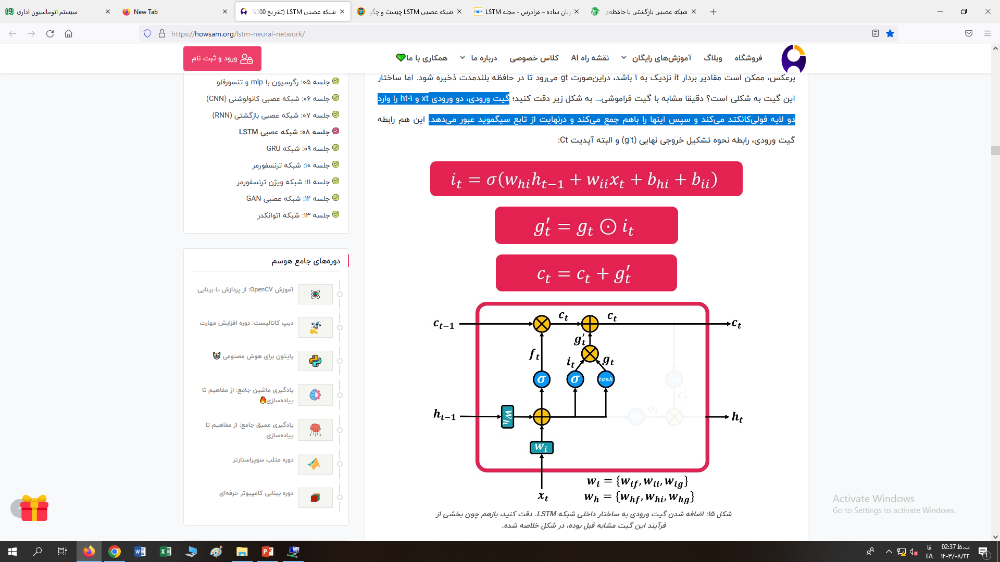 سیستم اتوماسیون اداری
New Tab
شبکه عصبی LSTM (تشریح 100%
شبکه عصبی LSTM چیست و چگو
زبان ساده – فرادرس - مجله LSTM
شبکه عصبی بازگشتی با حافظه‌ی
https://howsam.org/lstm-neural-network/
فروشگاه
وبلاگ
آموزش‌های رایگان
نقشه راه AI
کلاس خصوصی
درباره ما
همکاری با ما
ورود و ثبت نام
برعکس، ممکن است مقادیر بردار it نزدیک به ۱ باشد، دراین‌صورت gt می‌رود تا در حافظه بلندمدت ذخیره شود. اما ساختار
این گیت به شکلی است؟ دقیقا مشابه با گیت فراموشی... به شکل زیر دقت کنید؛ گیت ورودی، دو ورودی xt و ht-1 را وارد
دو لایه فولی‌کانکتد می‌کند و سپس اینها را باهم جمع می‌کند و درنهایت از تابع سیگموید عبور می‌دهد. این هم رابطه
گیت ورودی، رابطه نحوه تشکیل خروجی نهایی (g't) و البته آپدیت Ct:
i_t = σ(w_{hi}h_{t−1} + w_{ii}x_t + b_{hi} + b_{ii})
g'_t = g_t ⊙ i_t
c_t = c_t + g'_t
c_{t−1}
c_t
c_t
c_t
g'_t
f_t
i_t
g_t
σ
σ
tanh
c'_t
o_t
σ
h_{t−1}
w_h
h_t
w_i
x_t
w_i = {w_{if}, w_{ii}, w_{ig}}
w_h = {w_{hf}, w_{hi}, w_{hg}}
شکل ۱۵: اضافه شدن گیت ورودی به ساختار داخلی شبکه LSTM. دقت کنید، بازهم چون بخشی از
فرآیند این گیت مشابه قبل بوده، در شکل خلاصه شده.
جلسه ۰۵: رگرسیون با mlp و تنسورفلو
جلسه ۰۶: شبکه عصبی کانولوشنی (CNN)
جلسه ۰۷: شبکه عصبی بازگشتی (RNN)
جلسه ۰۸: شبکه عصبی LSTM
جلسه ۰۹: شبکه GRU
جلسه ۱۰: شبکه ترنسفورمر
جلسه ۱۱: شبکه ویژن ترنسفورمر
جلسه ۱۲: شبکه عصبی GAN
جلسه ۱۳: شبکه اتوانکدر
دوره‌های جامع هوسم
آموزش OpenCV: از پردازش تا بینایی
دیپ کاتالیست: دوره افزایش مهارت
پایتون برای هوش مصنوعی
یادگیری ماشین جامع: از مفاهیم تا
پیاده‌سازی
یادگیری عمیق جامع: از مفاهیم تا
پیاده‌سازی
دوره متلب سوپراستارتر
دوره بینایی کامپیوتر حرفه‌ای
Activate Windows
Go to Settings to activate Windows.
فا
FA
02:37 ب.ظ
۱۴۰۳/۰۸/۲۲